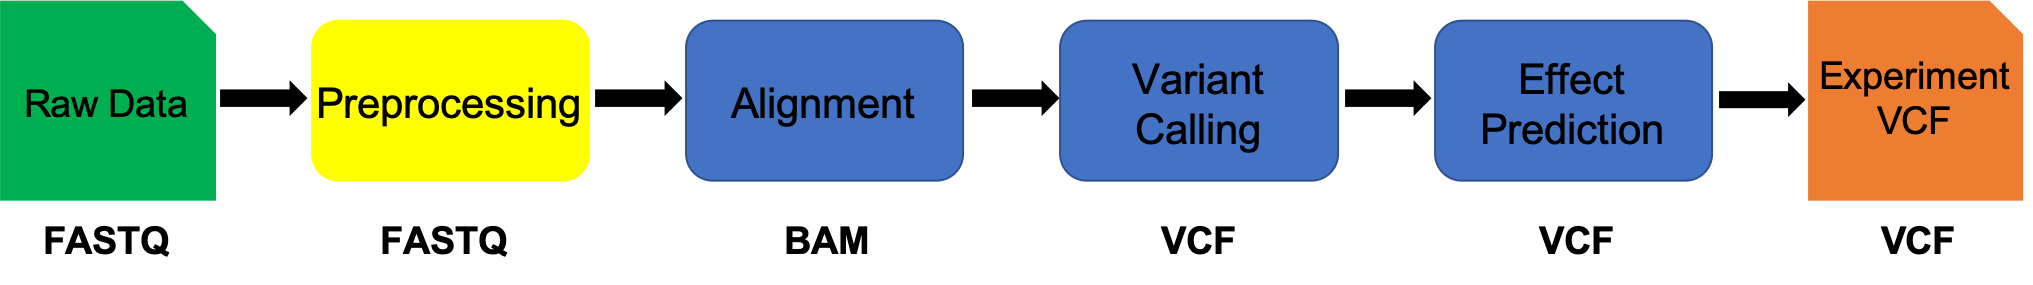 Raw Data
Preprocessing
Alignment
Variant
Calling
Effect
Prediction
Experiment
VCF
FASTQ
FASTQ
BAM
VCF
VCF
VCF